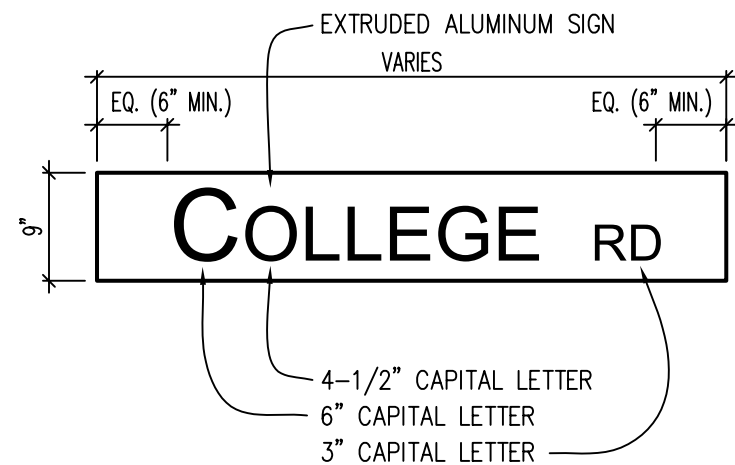 EXTRUDED ALUMINUM SIGN
VARIES
EQ. (6” MIN.) EQ. (6” MIN.)
9”
COLLEGE RD
4-1/2” CAPITAL LETTER
6” CAPITAL LETTER
3” CAPITAL LETTER